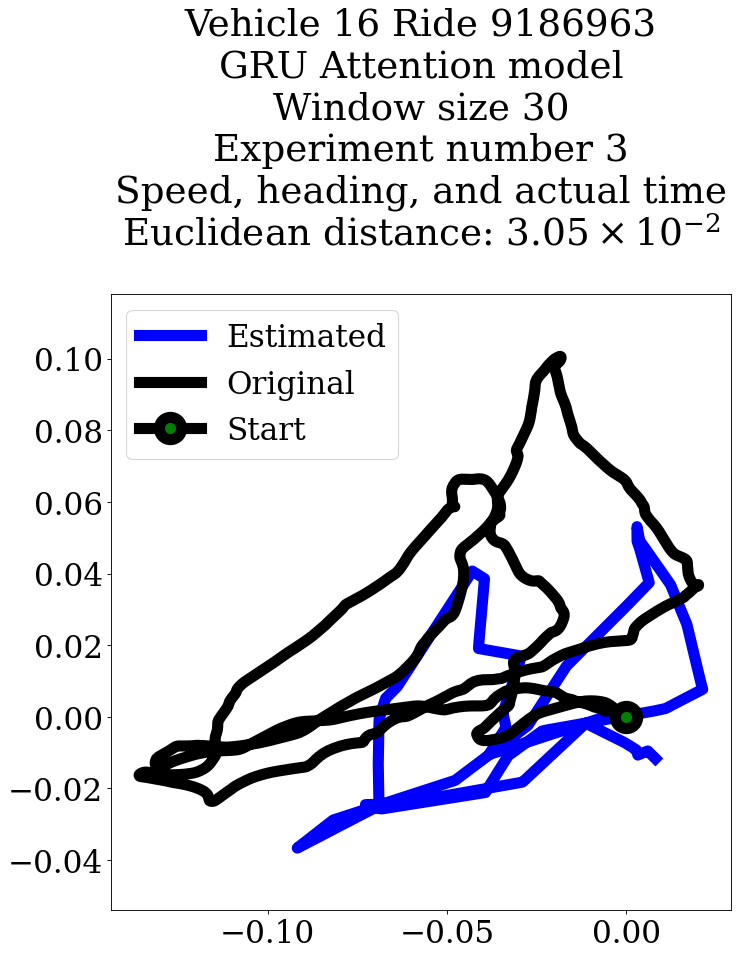 Vehicle 16 Ride 9186963
GRU Attention model
Window size 30
Experiment number 3
Speed, heading, and actual time
Euclidean distance: 3.05 × 10⁻²
Estimated
Original
Start
0.10
0.08
0.06
0.04
0.02
0.00
−0.02
−0.04
−0.10 −0.05 0.00